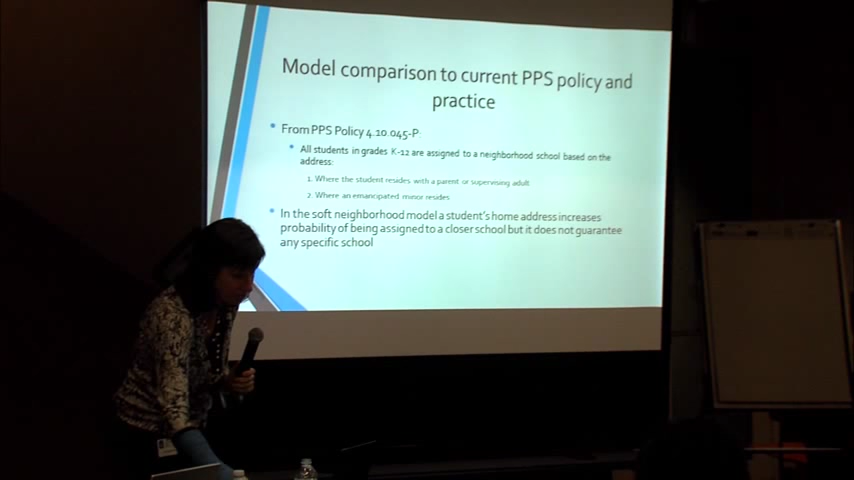 Model comparison to current PPS policy and
practice
• From PPS Policy 4.10.045-P:
• All students in grades K-12 are assigned to a neighborhood school based on the
address:
1. Where the student resides with a parent or supervising adult
2. Where an emancipated minor resides
• In the soft neighborhood model a student's home address increases
probability of being assigned to a closer school but it does not guarantee
any specific school